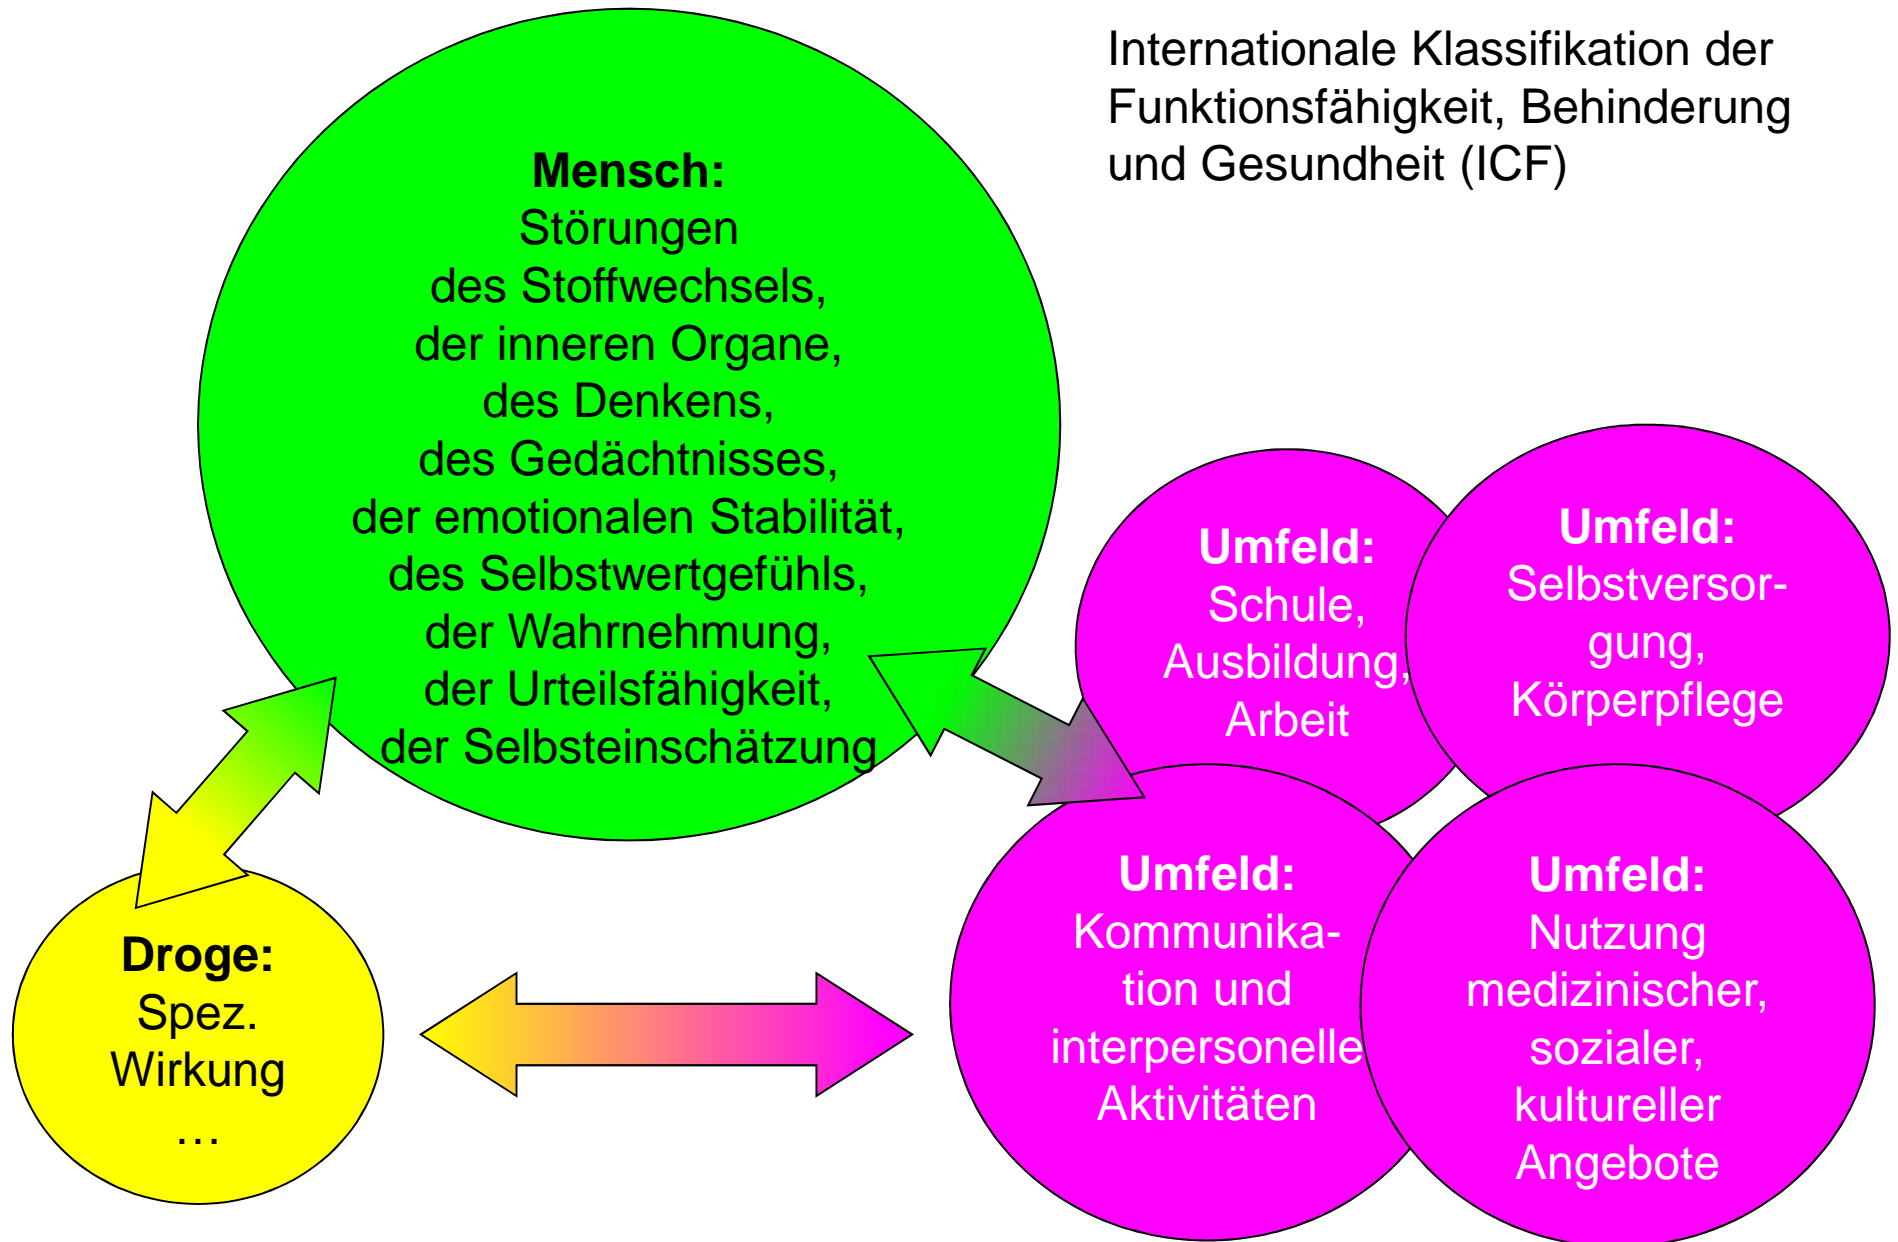 Internationale Klassifikation der
Funktionsfähigkeit, Behinderung
und Gesundheit (ICF)
Mensch:
Störungen
des Stoffwechsels,
der inneren Organe,
des Denkens,
des Gedächtnisses,
der emotionalen Stabilität,
des Selbstwertgefühls,
der Wahrnehmung,
der Urteilsfähigkeit,
der Selbsteinschätzung
Umfeld:
Schule,
Ausbildung,
Arbeit
Umfeld:
Selbstversor-
gung,
Körperpflege
Droge:
Spez.
Wirkung
…
Umfeld:
Kommunika-
tion und
interpersonelle
Aktivitäten
Umfeld:
Nutzung
medizinischer,
sozialer,
kultureller
Angebote